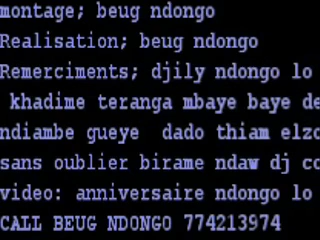 montage; beug ndongo
Realisation; beug ndongo
Remerciments; djily ndongo lo
khadime teranga mbaye baye de
ndiambe gueye dado thiam elzo
sans oublier birame ndaw dj co
video: anniversaire ndongo lo
CALL BEUG NDONGO 774213974